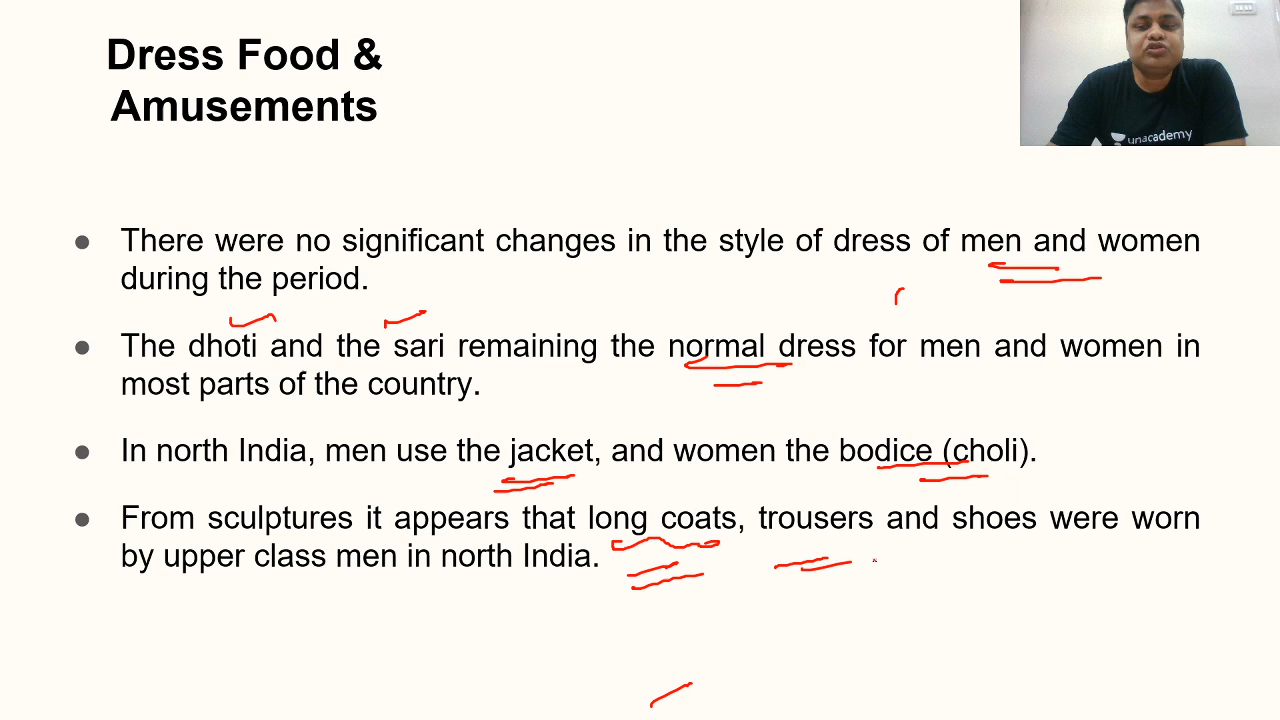 Dress Food &
Amusements
unacademy
● There were no significant changes in the style of dress of men and women
during the period.
● The dhoti and the sari remaining the normal dress for men and women in
most parts of the country.
● In north India, men use the jacket, and women the bodice (choli).
● From sculptures it appears that long coats, trousers and shoes were worn
by upper class men in north India.